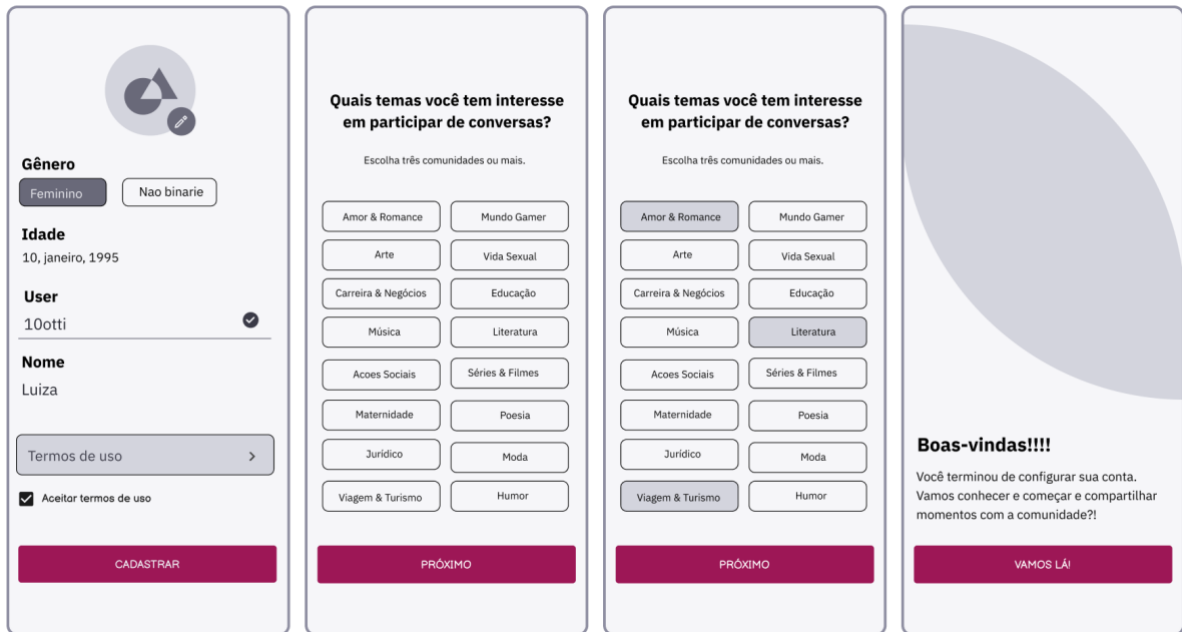 Gênero
Feminino
Nao binarie
Idade
10, janeiro, 1995
User
10otti
Nome
Luiza
Termos de uso
Aceitar termos de uso
CADASTRAR
Quais temas você tem interesse
em participar de conversas?
Escolha três comunidades ou mais.
Amor & Romance
Mundo Gamer
Arte
Vida Sexual
Carreira & Negócios
Educação
Música
Literatura
Acoes Sociais
Séries & Filmes
Maternidade
Poesia
Jurídico
Moda
Viagem & Turismo
Humor
PRÓXIMO
Quais temas você tem interesse
em participar de conversas?
Escolha três comunidades ou mais.
Amor & Romance
Mundo Gamer
Arte
Vida Sexual
Carreira & Negócios
Educação
Música
Literatura
Acoes Sociais
Séries & Filmes
Maternidade
Poesia
Jurídico
Moda
Viagem & Turismo
Humor
PRÓXIMO
Boas-vindas!!!!
Você terminou de configurar sua conta.
Vamos conhecer e começar e compartilhar
momentos com a comunidade?!
VAMOS LÁ!